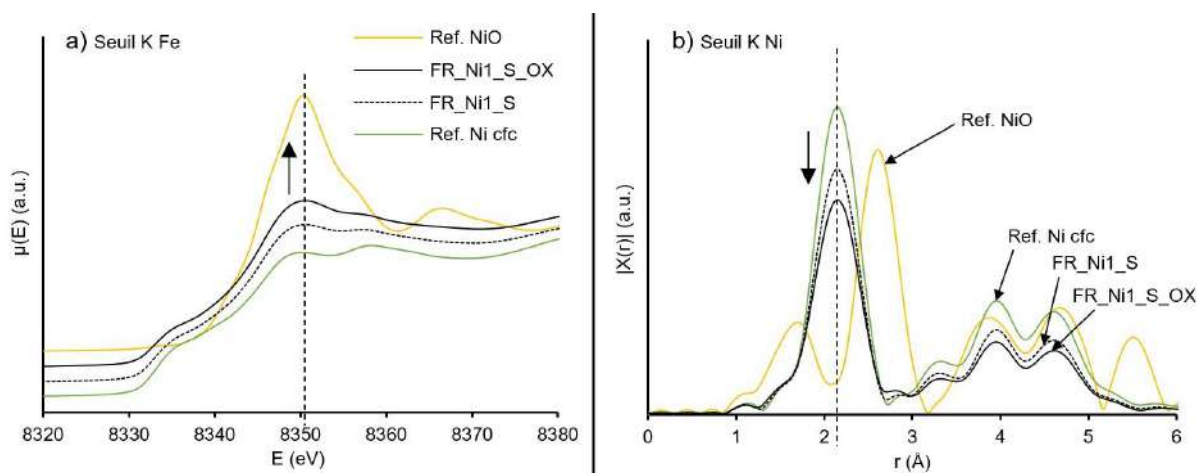 a) Seuil K Fe
Ref. NiO
FR_Ni1_S_OX
FR_Ni1_S
Ref. Ni cfc
μ(E) (a.u.)
8320 8330 8340 8350 8360 8370 8380
E (eV)
b) Seuil K Ni
Ref. NiO
Ref. Ni cfc
FR_Ni1_S
FR_Ni1_S_OX
|X(r)| (a.u.)
0 1 2 3 4 5 6
r (Å)